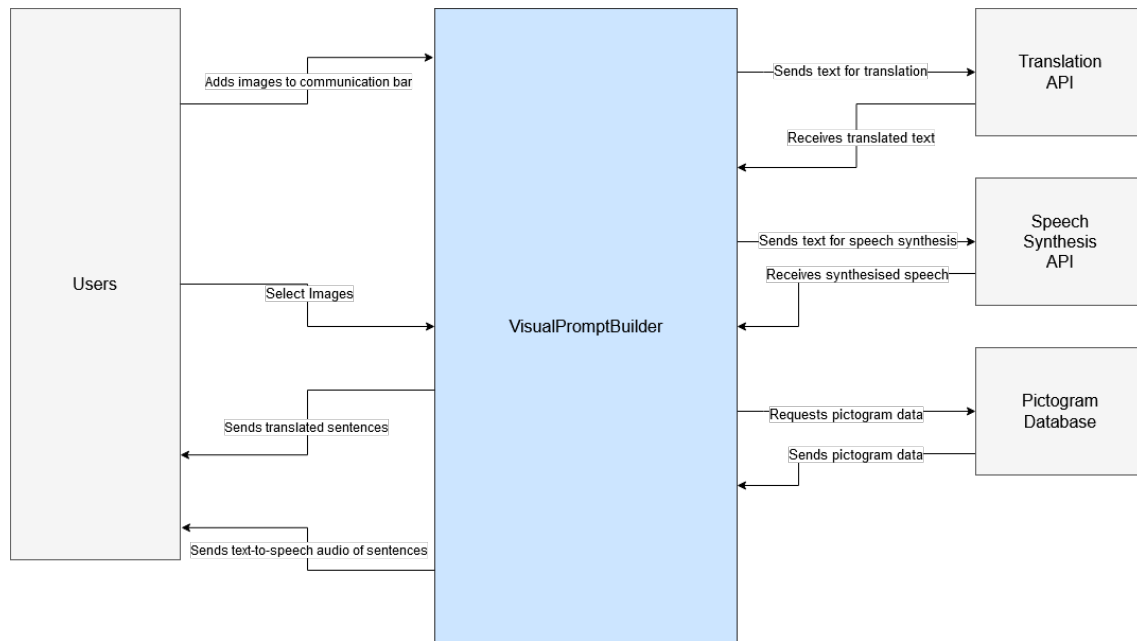 Adds images to communication bar
Sends text for translation
Translation
API
Receives translated text
Users
Select Images
VisualPromptBuilder
Sends text for speech synthesis
Speech
Synthesis
API
Receives synthesised speech
Sends translated sentences
Requests pictogram data
Pictogram
Database
Sends pictogram data
Sends text-to-speech audio of sentences